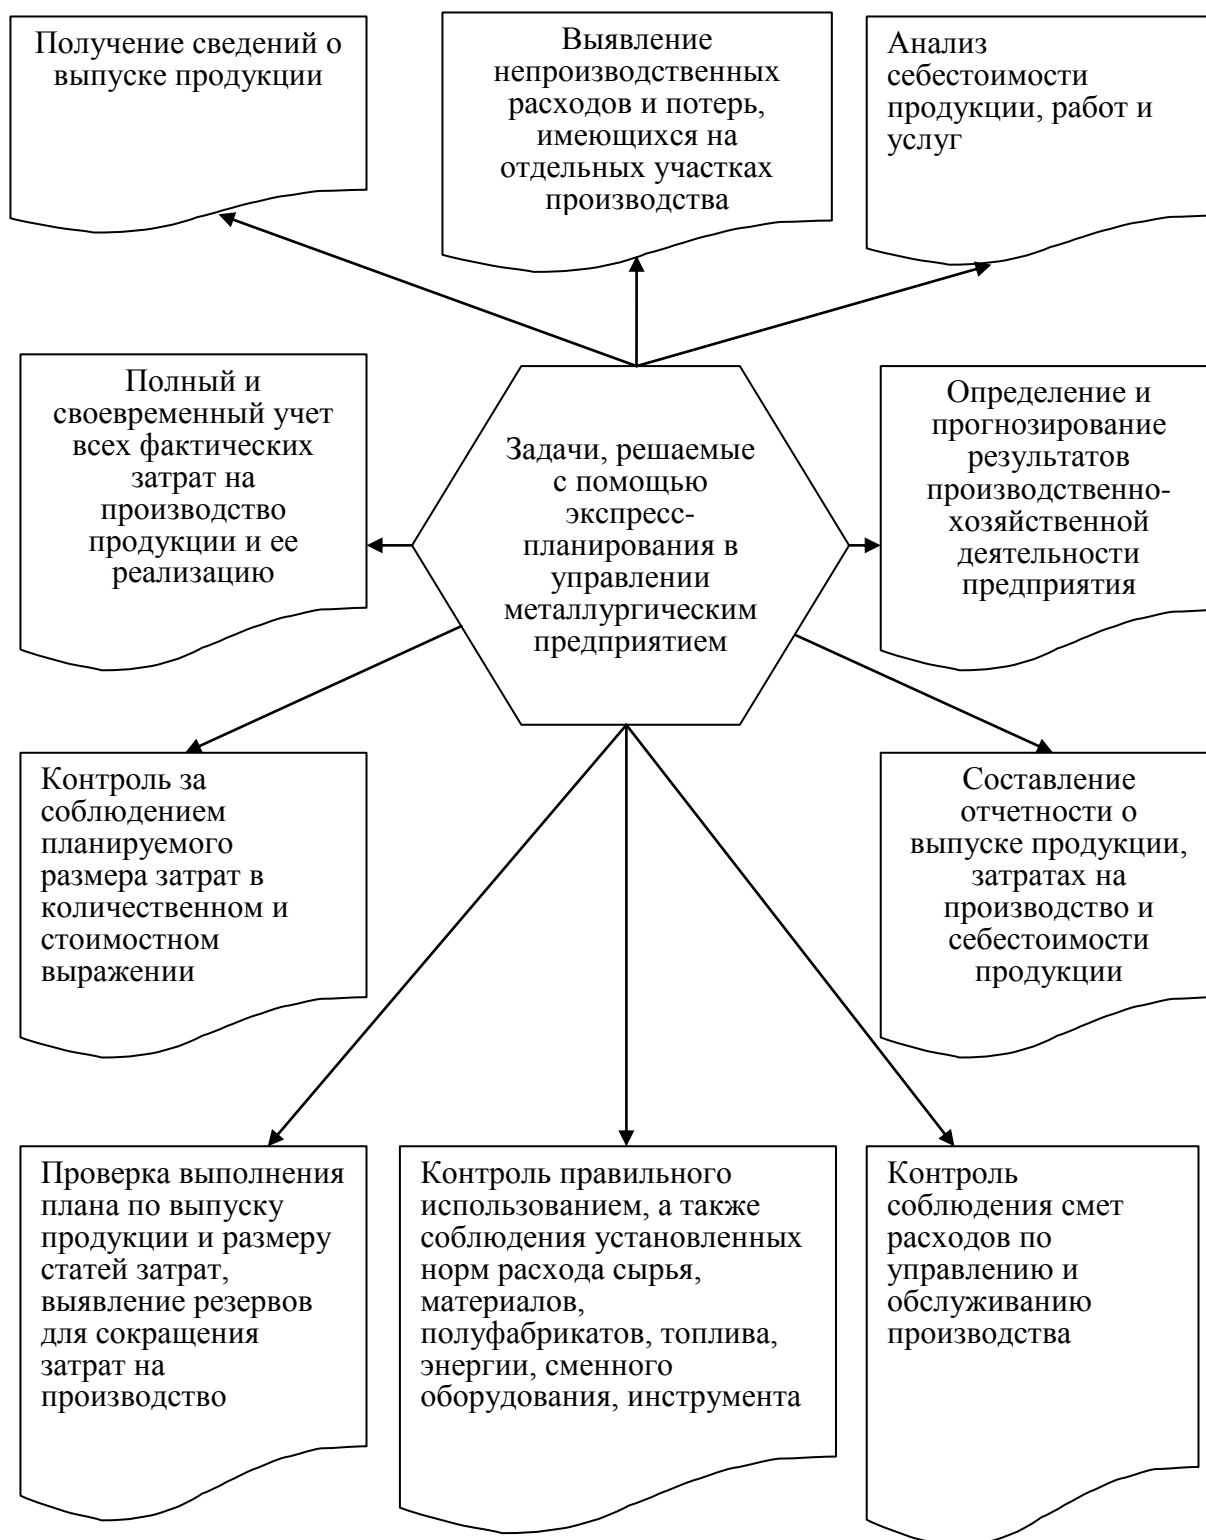 Получение сведений о
выпуске продукции
Выявление
непроизводственных
расходов и потерь,
имеющихся на
отдельных участках
производства
Анализ
себестоимости
продукции, работ и
услуг
Полный и
своевременный учет
всех фактических
затрат на
производство
продукции и ее
реализацию
Задачи, решаемые
с помощью
экспресс-
планирования в
управлении
металлургическим
предприятием
Определение и
прогнозирование
результатов
производственно-
хозяйственной
деятельности
предприятия
Контроль за
соблюдением
планируемого
размера затрат в
количественном и
стоимостном
выражении
Составление
отчетности о
выпуске продукции,
затратах на
производство и
себестоимости
продукции
Проверка выполнения
плана по выпуску
продукции и размеру
статей затрат,
выявление резервов
для сокращения
затрат на
производство
Контроль правильного
использованием, а также
соблюдения установленных
норм расхода сырья,
материалов,
полуфабрикатов, топлива,
энергии, сменного
оборудования, инструмента
Контроль
соблюдения смет
расходов по
управлению и
обслуживанию
производства